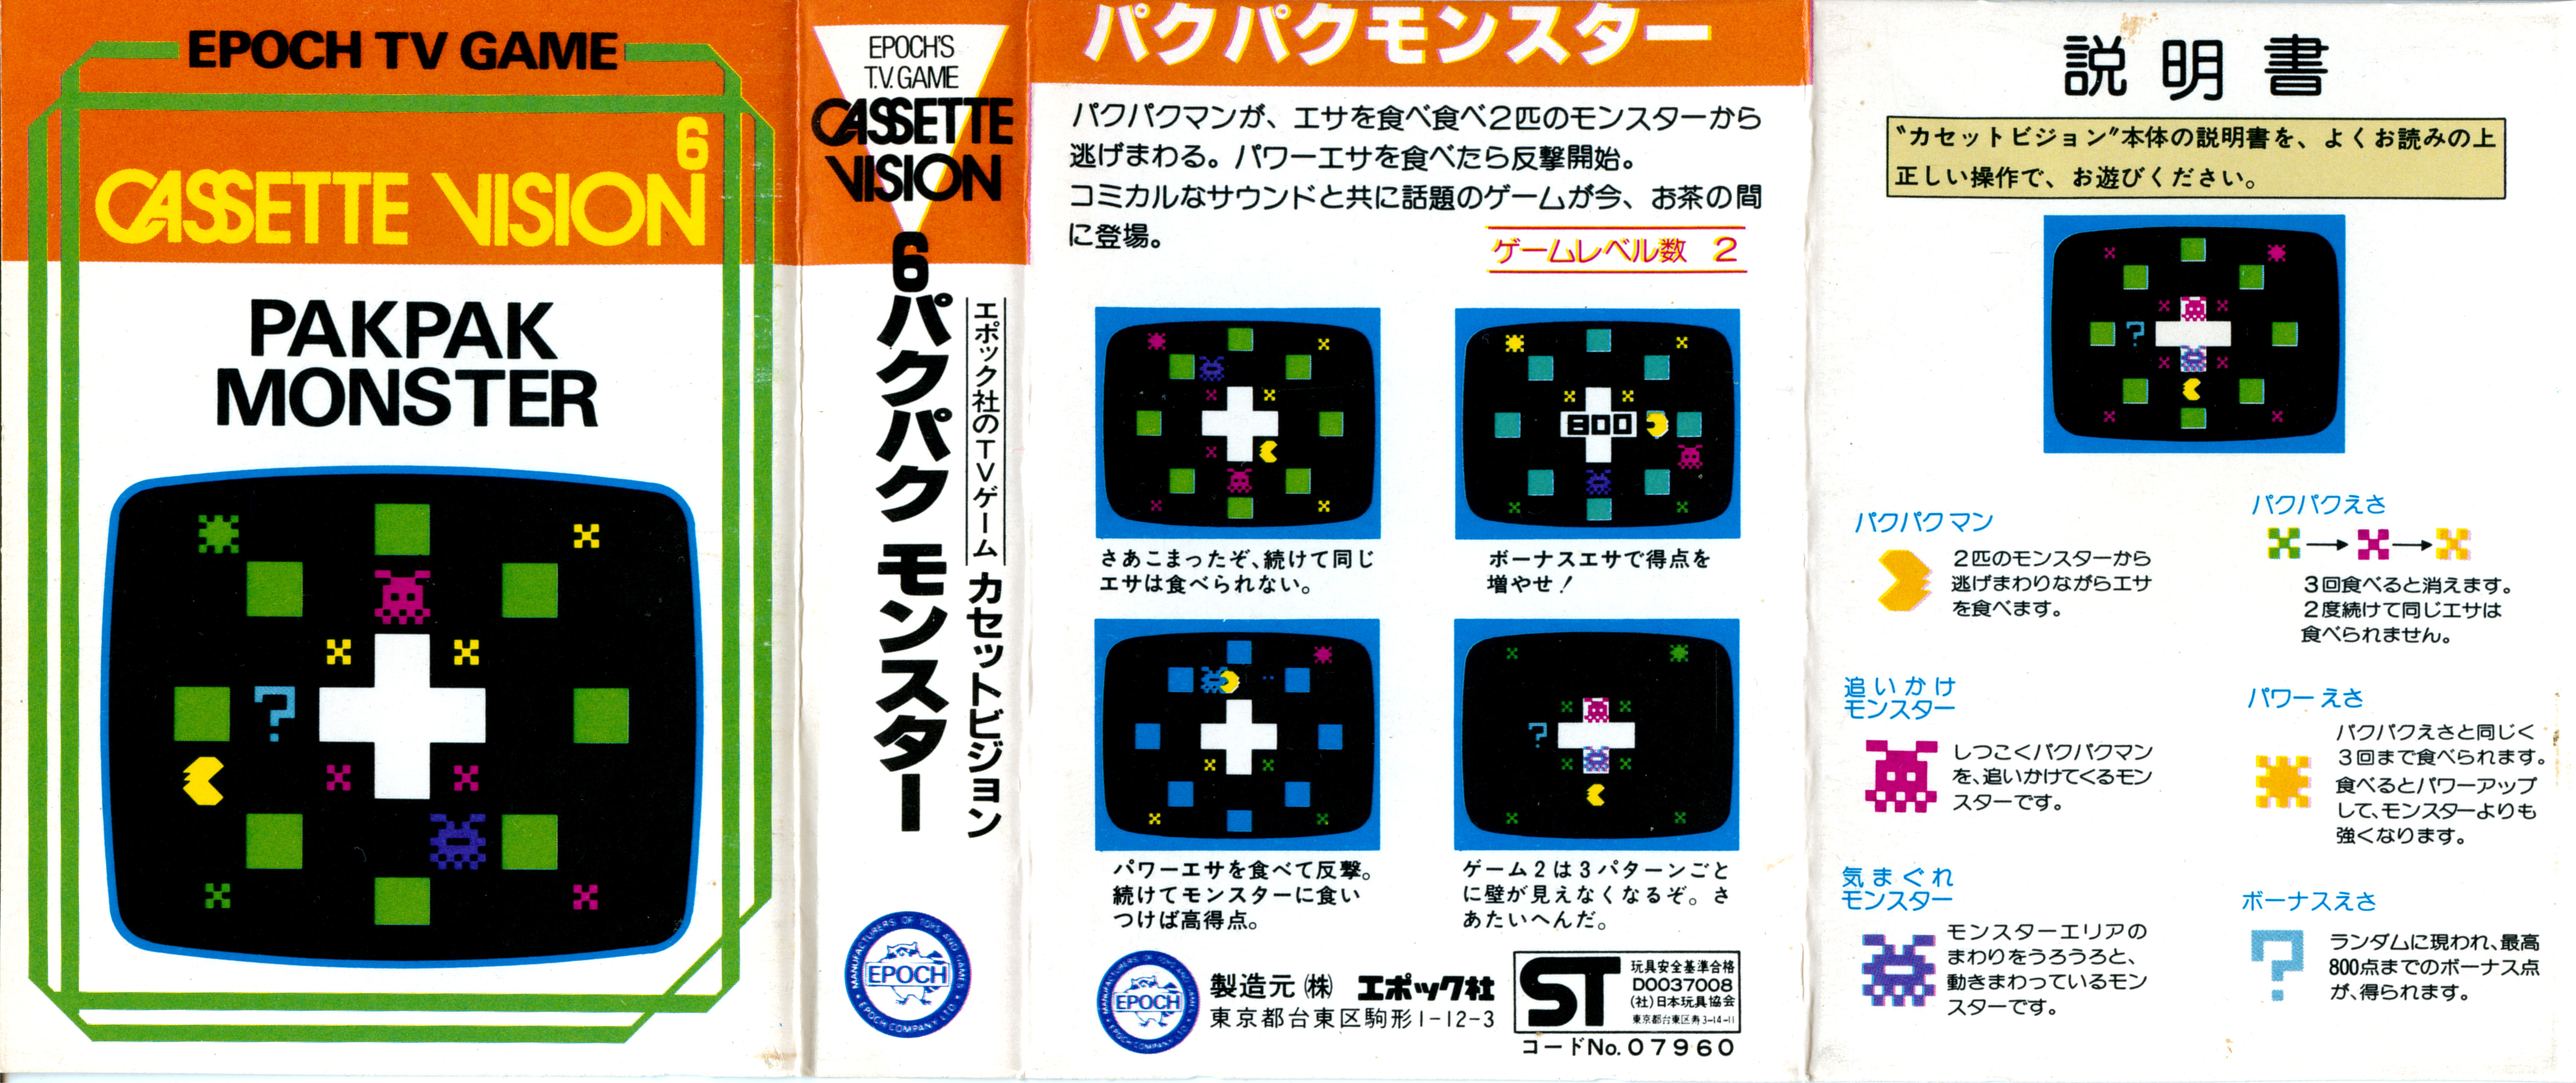 EPOCH TV GAME
6
CASSETTE VISION
PAKPAK
MONSTER
EPOCH'S
T.V. GAME
CASSETTE
VISION
6
パクパク モンスター
エポック社のTVゲーム
カセットビジョン
MANUFACTURERS OF TOYS AND GAMES
EPOCH
EPOCH COMPANY LTD.
パクパクモンスター
パクパクマンが、エサを食べ食べ2匹のモンスターから
逃げまわる。パワーエサを食べたら反撃開始。
コミカルなサウンドと共に話題のゲームが今、お茶の間
に登場。
ゲームレベル数 2
さあこまったぞ、続けて同じ
エサは食べられない。
800
ボーナスエサで得点を
増やせ!
パワーエサを食べて反撃。
続けてモンスターに食い
つけば高得点。
?
ゲーム2は3パターンごと
に壁が見えなくなるぞ。さ
あたいへんだ。
MANUFACTURERS OF TOYS AND GAMES
EPOCH
EPOCH COMPANY LTD.
製造元 (株) エポック社
東京都台東区駒形1-12-3
ST
玩具安全基準合格
D0037008
(社)日本玩具協会
東京都台東区寿3-14-11
コードNo.07960
説明書
"カセットビジョン"本体の説明書を、よくお読みの上
正しい操作で、お遊びください。
?
パクパクマン
2匹のモンスターから
逃げまわりながらエサ
を食べます。
追いかけ
モンスター
しつこくパクパクマン
を、追いかけてくるモン
スターです。
気まぐれ
モンスター
モンスターエリアの
まわりをうろうろと、
動きまわっているモン
スターです。
パクパクえさ
3回食べると消えます。
2度続けて同じエサは
食べられません。
パワーえさ
パクパクえさと同じく
3回まで食べられます。
食べるとパワーアップ
して、モンスターよりも
強くなります。
ボーナスえさ
?
ランダムに現われ、最高
800点までのボーナス点
が、得られます。